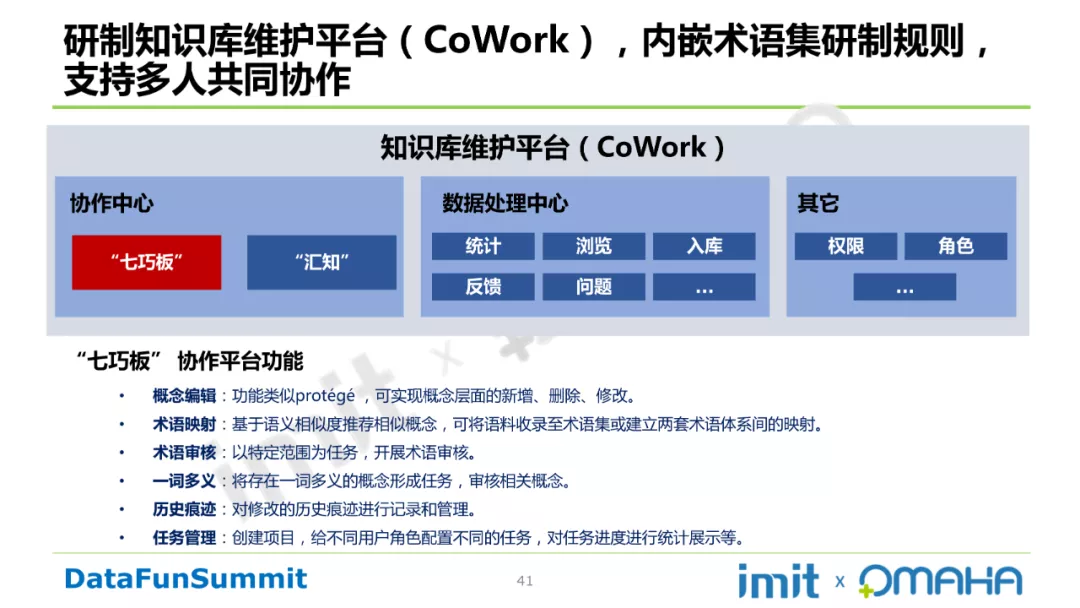 研制知识库维护平台（CoWork），内嵌术语集研制规则，
支持多人共同协作
知识库维护平台（CoWork）
协作中心
“七巧板”
“汇知”
数据处理中心
统计
浏览
入库
反馈
问题
...
其它
权限
角色
...
“七巧板” 协作平台功能
• 概念编辑：功能类似protégé ，可实现概念层面的新增、删除、修改。
• 术语映射：基于语义相似度推荐相似概念，可将语料收录至术语集或建立两套术语体系间的映射。
• 术语审核：以特定范围为任务，开展术语审核。
• 一词多义：将存在一词多义的概念形成任务，审核相关概念。
• 历史痕迹：对修改的历史痕迹进行记录和管理。
• 任务管理：创建项目，给不同用户角色配置不同的任务，对任务进度进行统计展示等。
DataFunSummit
41
imit x OMAHA
imit x